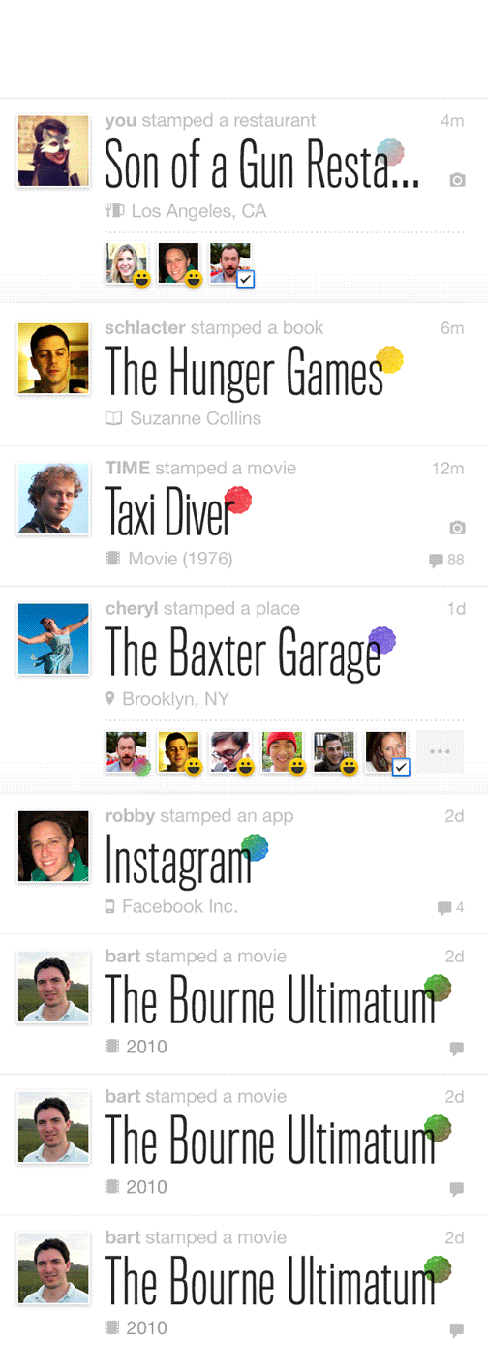 you stamped a restaurant 4m
Son of a Gun Resta...
Los Angeles, CA
schlacter stamped a book 6m
The Hunger Games
Suzanne Collins
TIME stamped a movie 12m
Taxi Diver
Movie (1976) 88
cheryl stamped a place 1d
The Baxter Garage
Brooklyn, NY
robby stamped an app 2d
Instagram
Facebook Inc. 4
bart stamped a movie 2d
The Bourne Ultimatum
2010
bart stamped a movie 2d
The Bourne Ultimatum
2010
bart stamped a movie 2d
The Bourne Ultimatum
2010